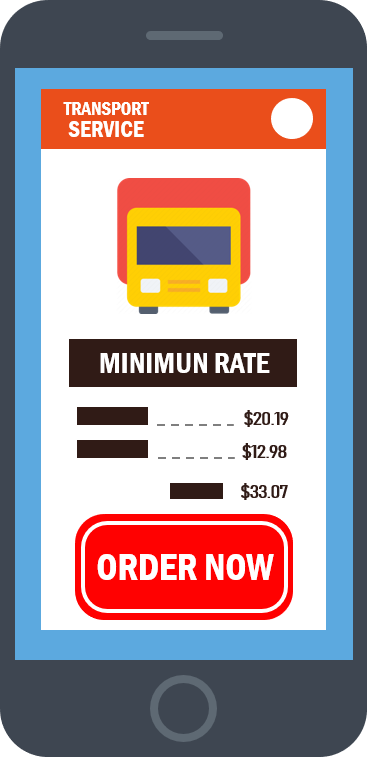 TRANSPORT
SERVICE
MINIMUN RATE
$20.19
$12.98
$33.07
ORDER NOW